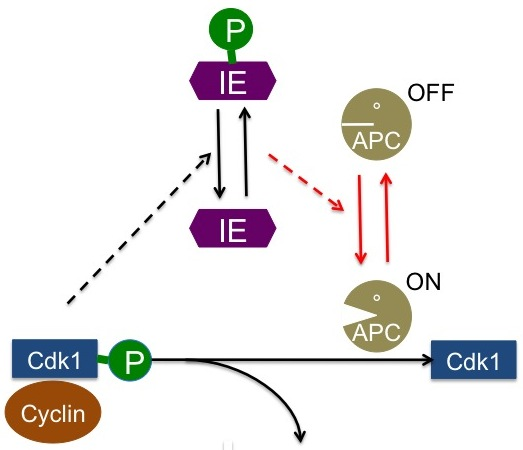 P
IE
OFF
APC
IE
ON
APC
Cdk1
P
Cdk1
Cyclin